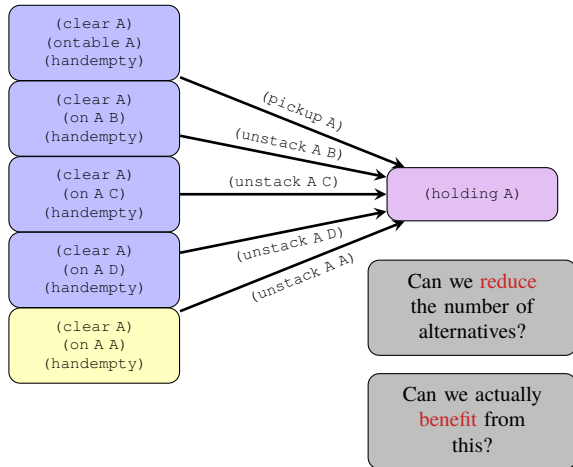 (clear A)
(ontable A)
(handempty)
(clear A)
(on A B)
(handempty)
(clear A)
(on A C)
(handempty)
(clear A)
(on A D)
(handempty)
(clear A)
(on A A)
(handempty)
(pickup A)
(unstack A B)
(unstack A C)
(unstack A D)
(unstack A A)
(holding A)
Can we reduce
the number of
alternatives?
Can we actually
benefit from
this?